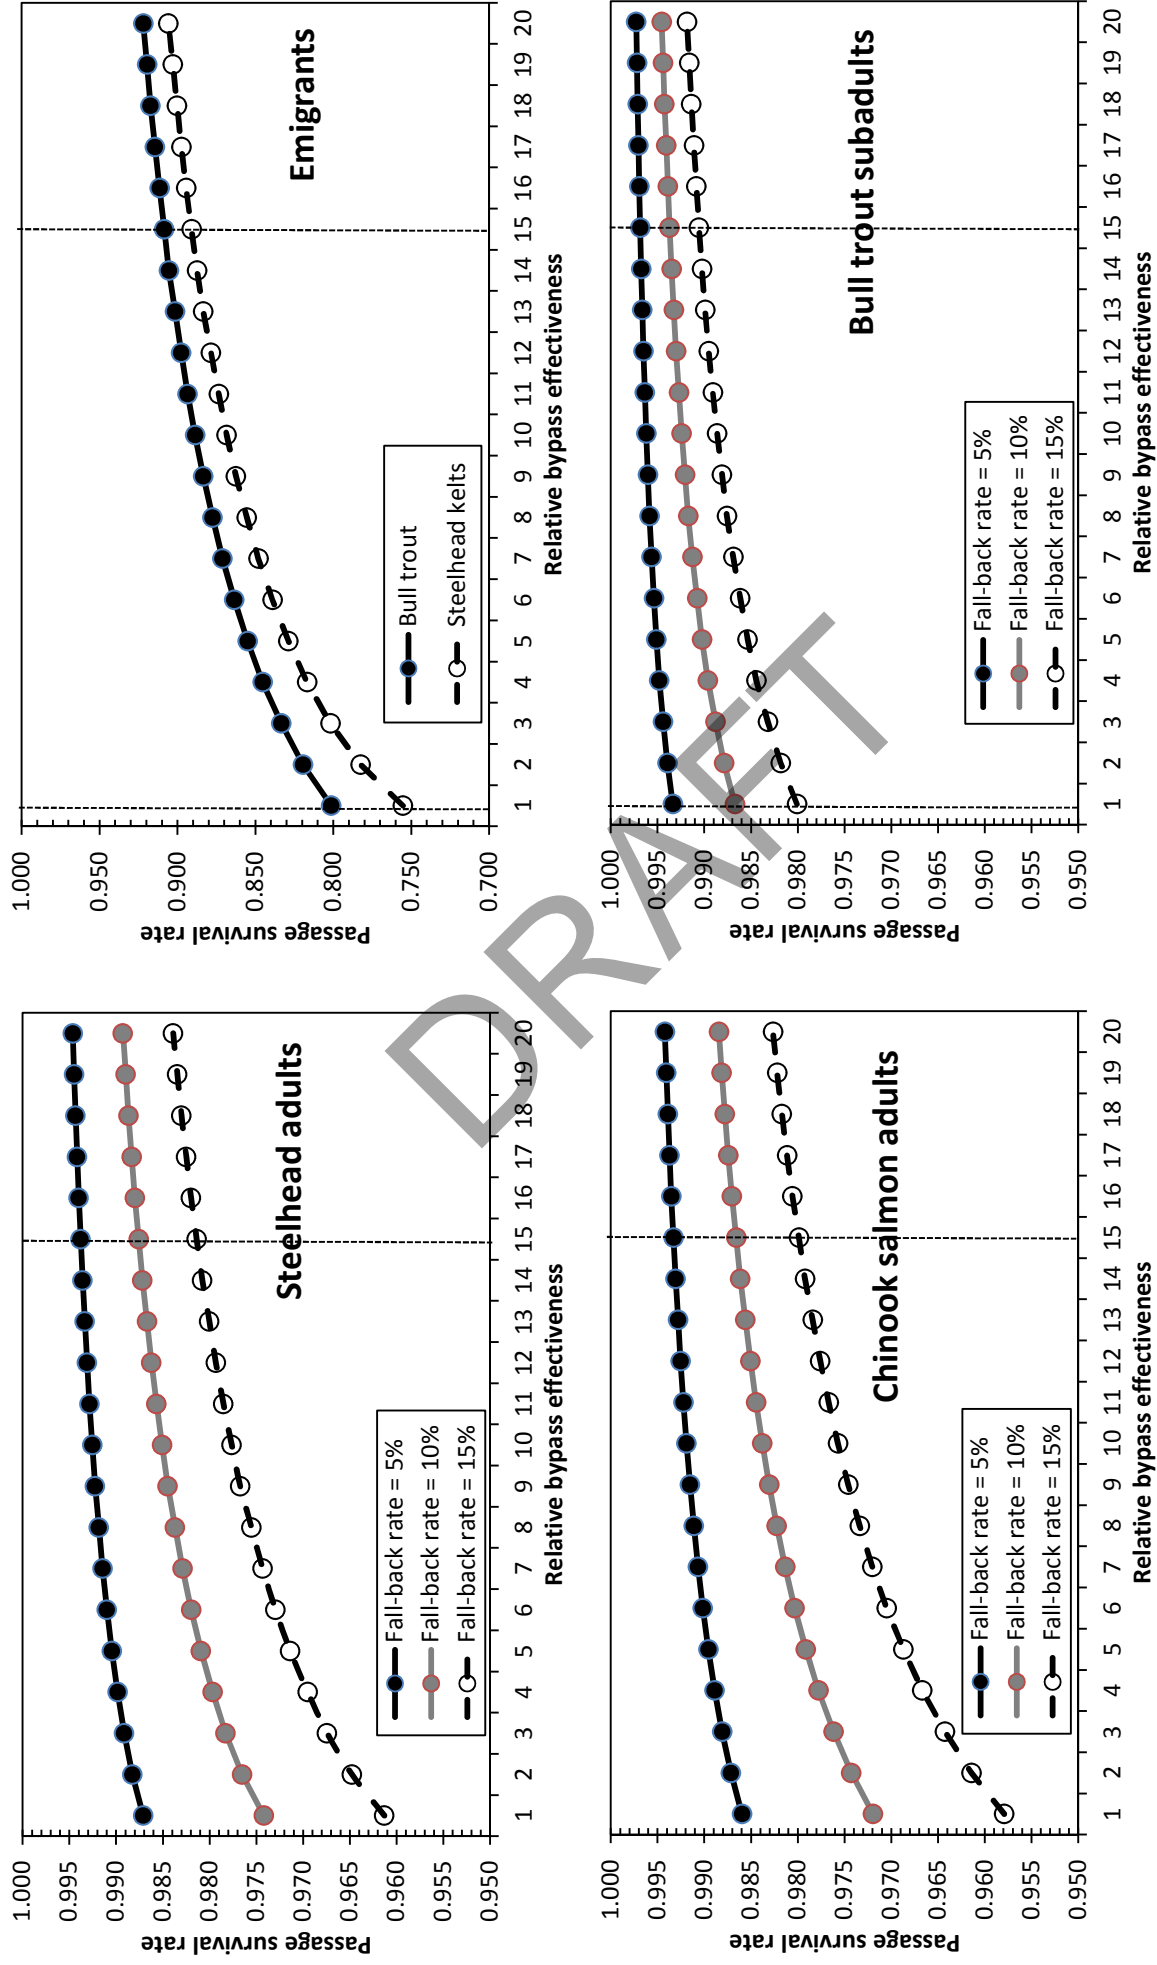 Steelhead adults
Passage survival rate
1.000
0.995
0.990
0.985
0.980
0.975
0.970
0.965
0.960
0.955
0.950
1 2 3 4 5 6 7 8 9 10 11 12 13 14 15 16 17 18 19 20
Relative bypass effectiveness
Fall-back rate = 5%
Fall-back rate = 10%
Fall-back rate = 15%
Emigrants
Passage survival rate
1.000
0.950
0.900
0.850
0.800
0.750
0.700
1 2 3 4 5 6 7 8 9 10 11 12 13 14 15 16 17 18 19 20
Relative bypass effectiveness
Bull trout
Steelhead kelts
Chinook salmon adults
Passage survival rate
1.000
0.995
0.990
0.985
0.980
0.975
0.970
0.965
0.960
0.955
0.950
1 2 3 4 5 6 7 8 9 10 11 12 13 14 15 16 17 18 19 20
Relative bypass effectiveness
Fall-back rate = 5%
Fall-back rate = 10%
Fall-back rate = 15%
Bull trout subadults
Passage survival rate
1.000
0.995
0.990
0.985
0.980
0.975
0.970
0.965
0.960
0.955
0.950
1 2 3 4 5 6 7 8 9 10 11 12 13 14 15 16 17 18 19 20
Relative bypass effectiveness
Fall-back rate = 5%
Fall-back rate = 10%
Fall-back rate = 15%
DRAFT